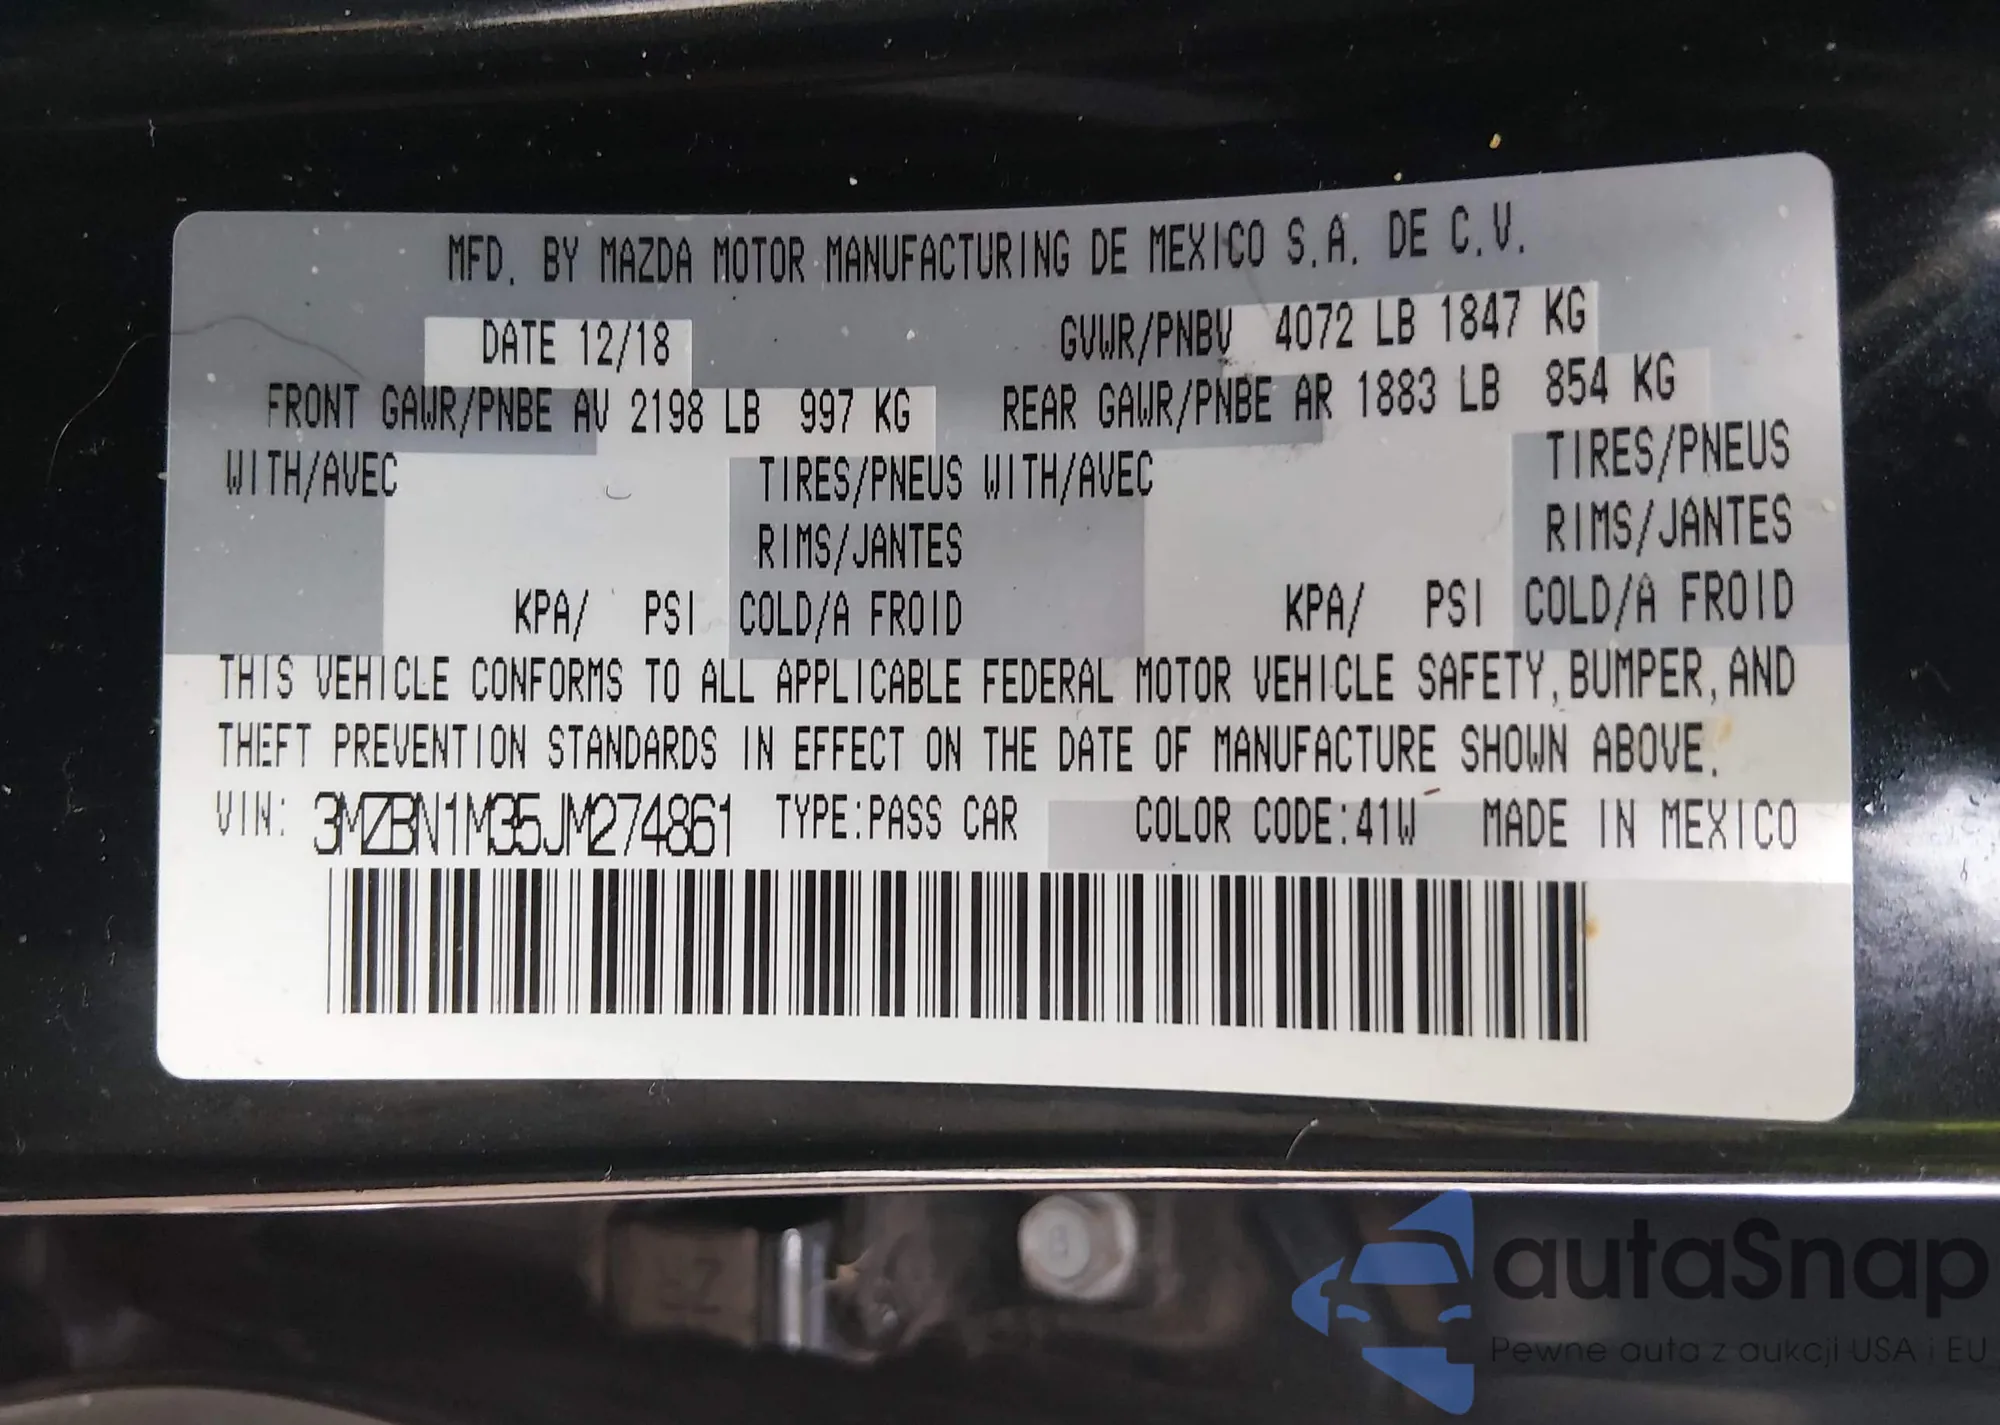 MFD. BY MAZDA MOTOR MANUFACTURING DE MEXICO S.A. DE C.V.
DATE 12/18 GVWR/PNBV 4072 LB 1847 KG
FRONT GAWR/PNBE AV 2198 LB 997 KG REAR GAWR/PNBE AR 1883 LB 854 KG
WITH/AVEC TIRES/PNEUS WITH/AVEC TIRES/PNEUS
RIMS/JANTES RIMS/JANTES
KPA/ PSI COLD/A FROID KPA/ PSI COLD/A FROID
THIS VEHICLE CONFORMS TO ALL APPLICABLE FEDERAL MOTOR VEHICLE SAFETY, BUMPER, AND
THEFT PREVENTION STANDARDS IN EFFECT ON THE DATE OF MANUFACTURE SHOWN ABOVE.
VIN: 3MZBN1M35JM274861 TYPE:PASS CAR COLOR CODE:41W MADE IN MEXICO
8
autaSnap
Pewne auta z aukcji USA i EU